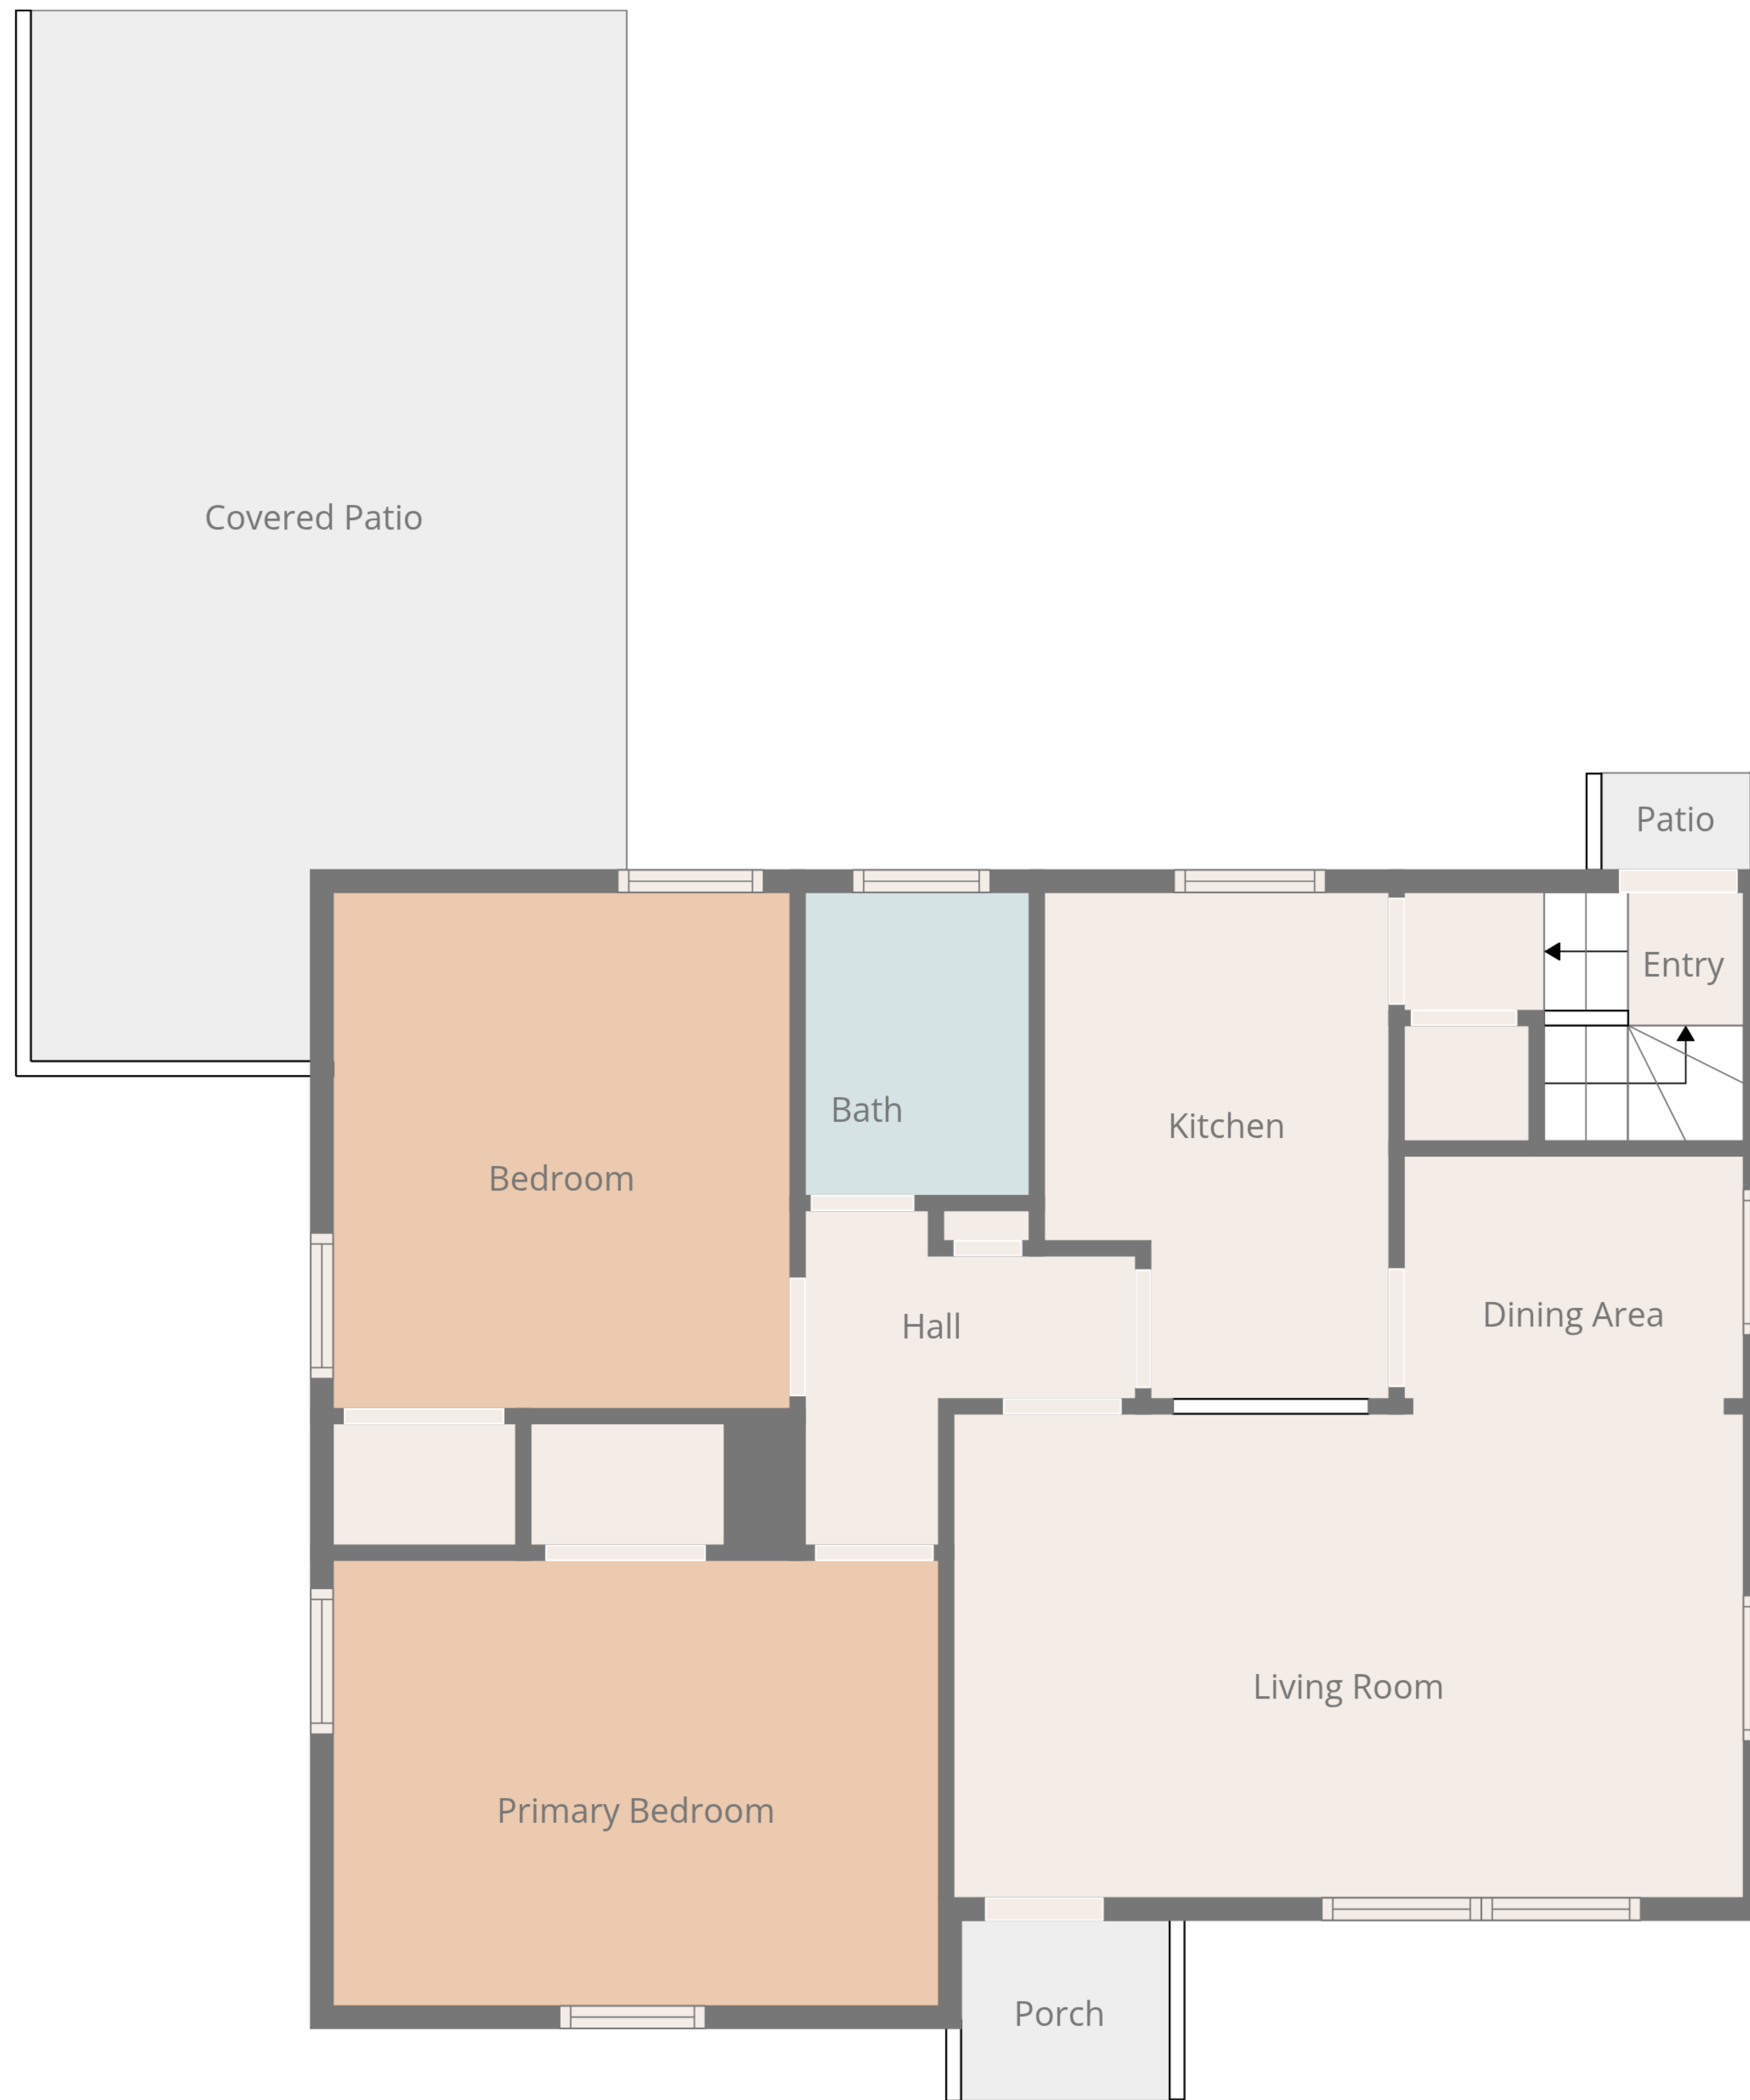 Covered Patio
Patio
Entry
Bath
Kitchen
Bedroom
Hall
Dining Area
Living Room
Primary Bedroom
Porch